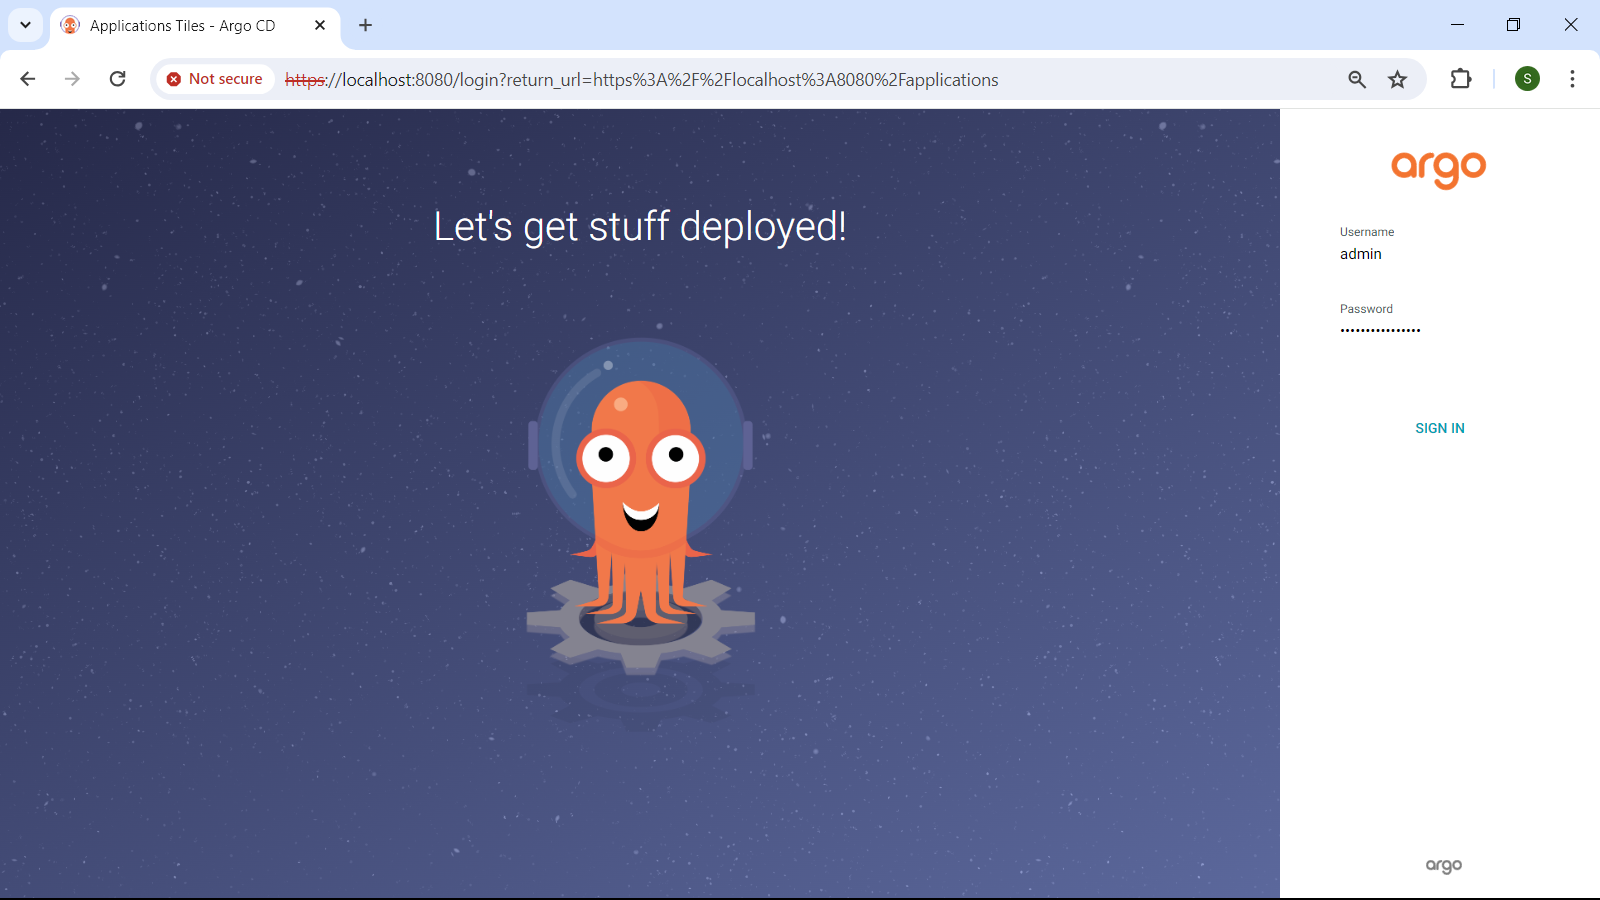 Applications Tiles - Argo CD
Not secure https://localhost:8080/login?return_url=https%3A%2F%2Flocalhost%3A8080%2Fapplications S
Let's get stuff deployed!
argo
Username
admin
Password
••••••••••••••••
SIGN IN
argo